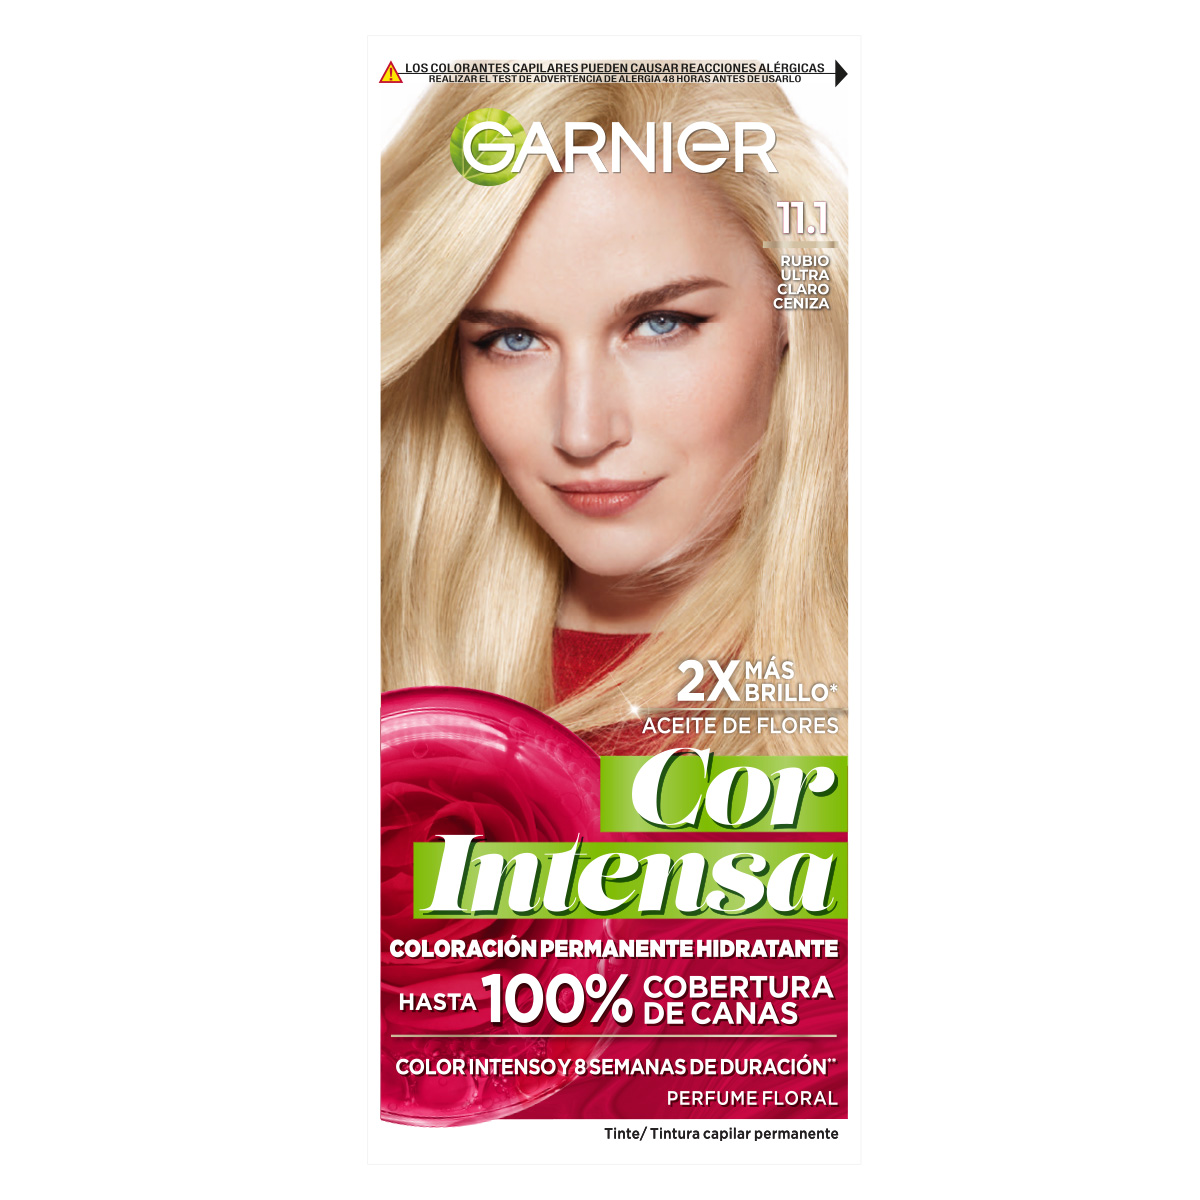 LOS COLORANTES CAPILARES PUEDEN CAUSAR REACCIONES ALÉRGICAS
REALIZAR EL TEST DE ADVERTENCIA DE ALERGIA 48 HORAS ANTES DE USARLO
GARNIER
11.1
RUBIO
ULTRA
CLARO
CENIZA
2X MÁS
BRILLO*
ACEITE DE FLORES
Cor
Intensa
COLORACIÓN PERMANENTE HIDRATANTE
HASTA 100% COBERTURA
DE CANAS
COLOR INTENSO Y 8 SEMANAS DE DURACIÓN**
PERFUME FLORAL
Tinte/ Tintura capilar permanente